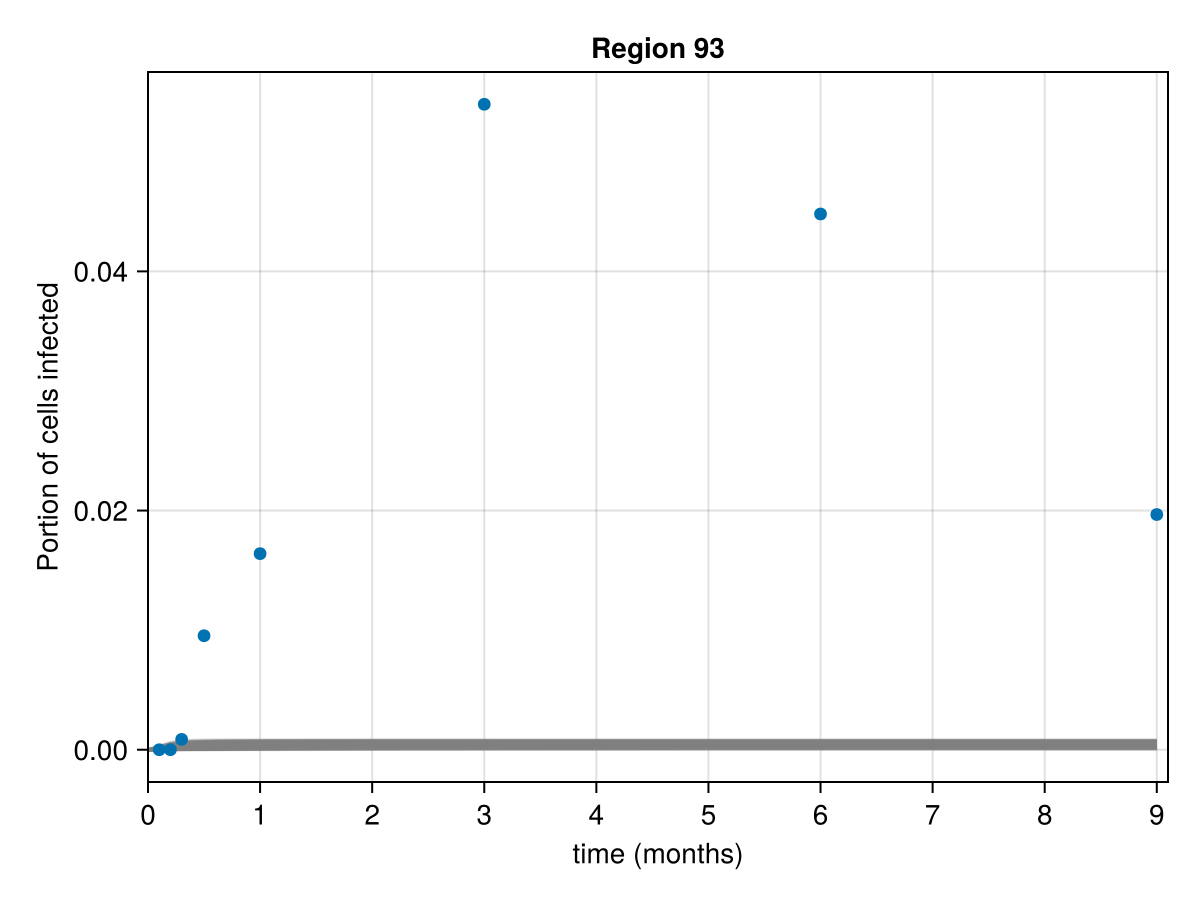 Region 93
Portion of cells infected
0.04
0.02
0.00
0 1 2 3 4 5 6 7 8 9
time (months)